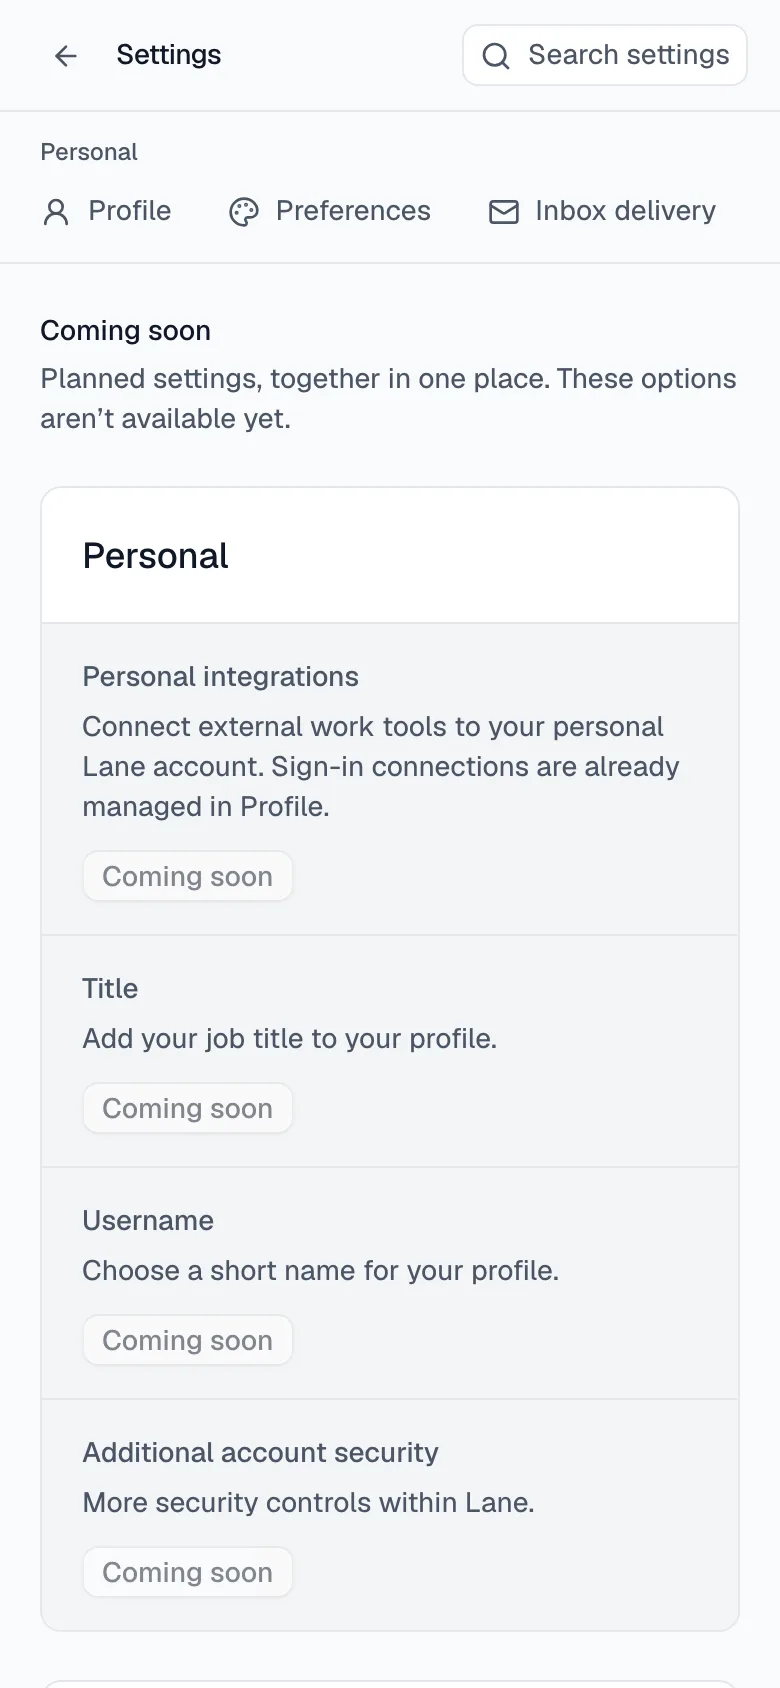 Settings
Search settings
Personal
Profile
Preferences
Inbox delivery
Coming soon
Planned settings, together in one place. These options
aren’t available yet.
Personal
Personal integrations
Connect external work tools to your personal
Lane account. Sign-in connections are already
managed in Profile.
Coming soon
Title
Add your job title to your profile.
Coming soon
Username
Choose a short name for your profile.
Coming soon
Additional account security
More security controls within Lane.
Coming soon